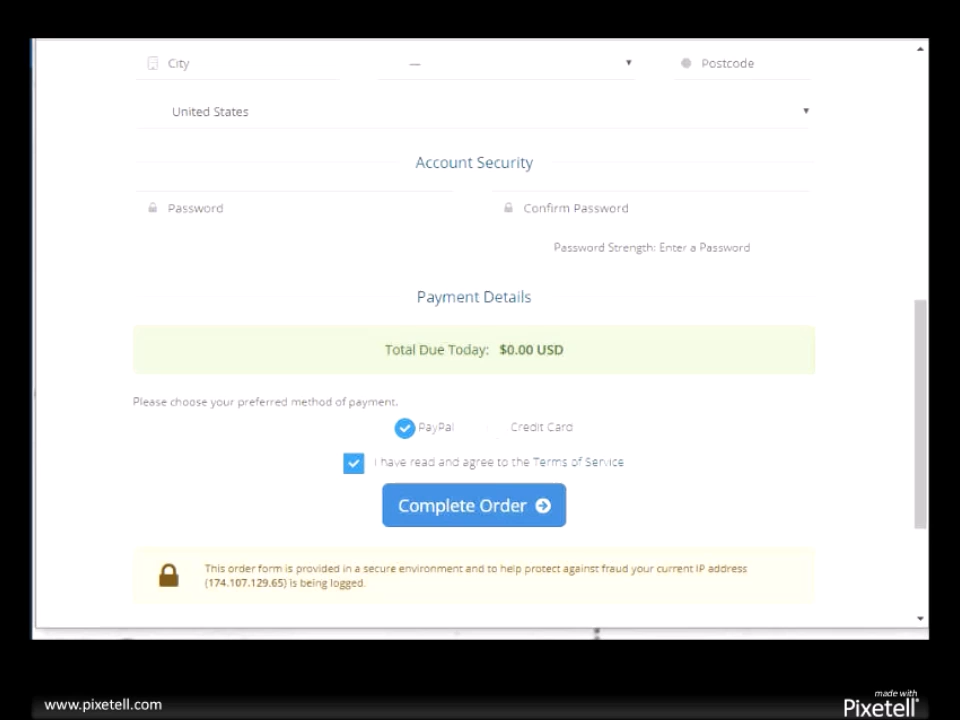 City — Postcode
United States
Account Security
Password Confirm Password
Password Strength: Enter a Password
Payment Details
Total Due Today: $0.00 USD
Please choose your preferred method of payment.
PayPal Credit Card
I have read and agree to the Terms of Service
Complete Order
This order form is provided in a secure environment and to help protect against fraud your current IP address
(174.107.129.65) is being logged.
www.pixetell.com
made with
Pixetell